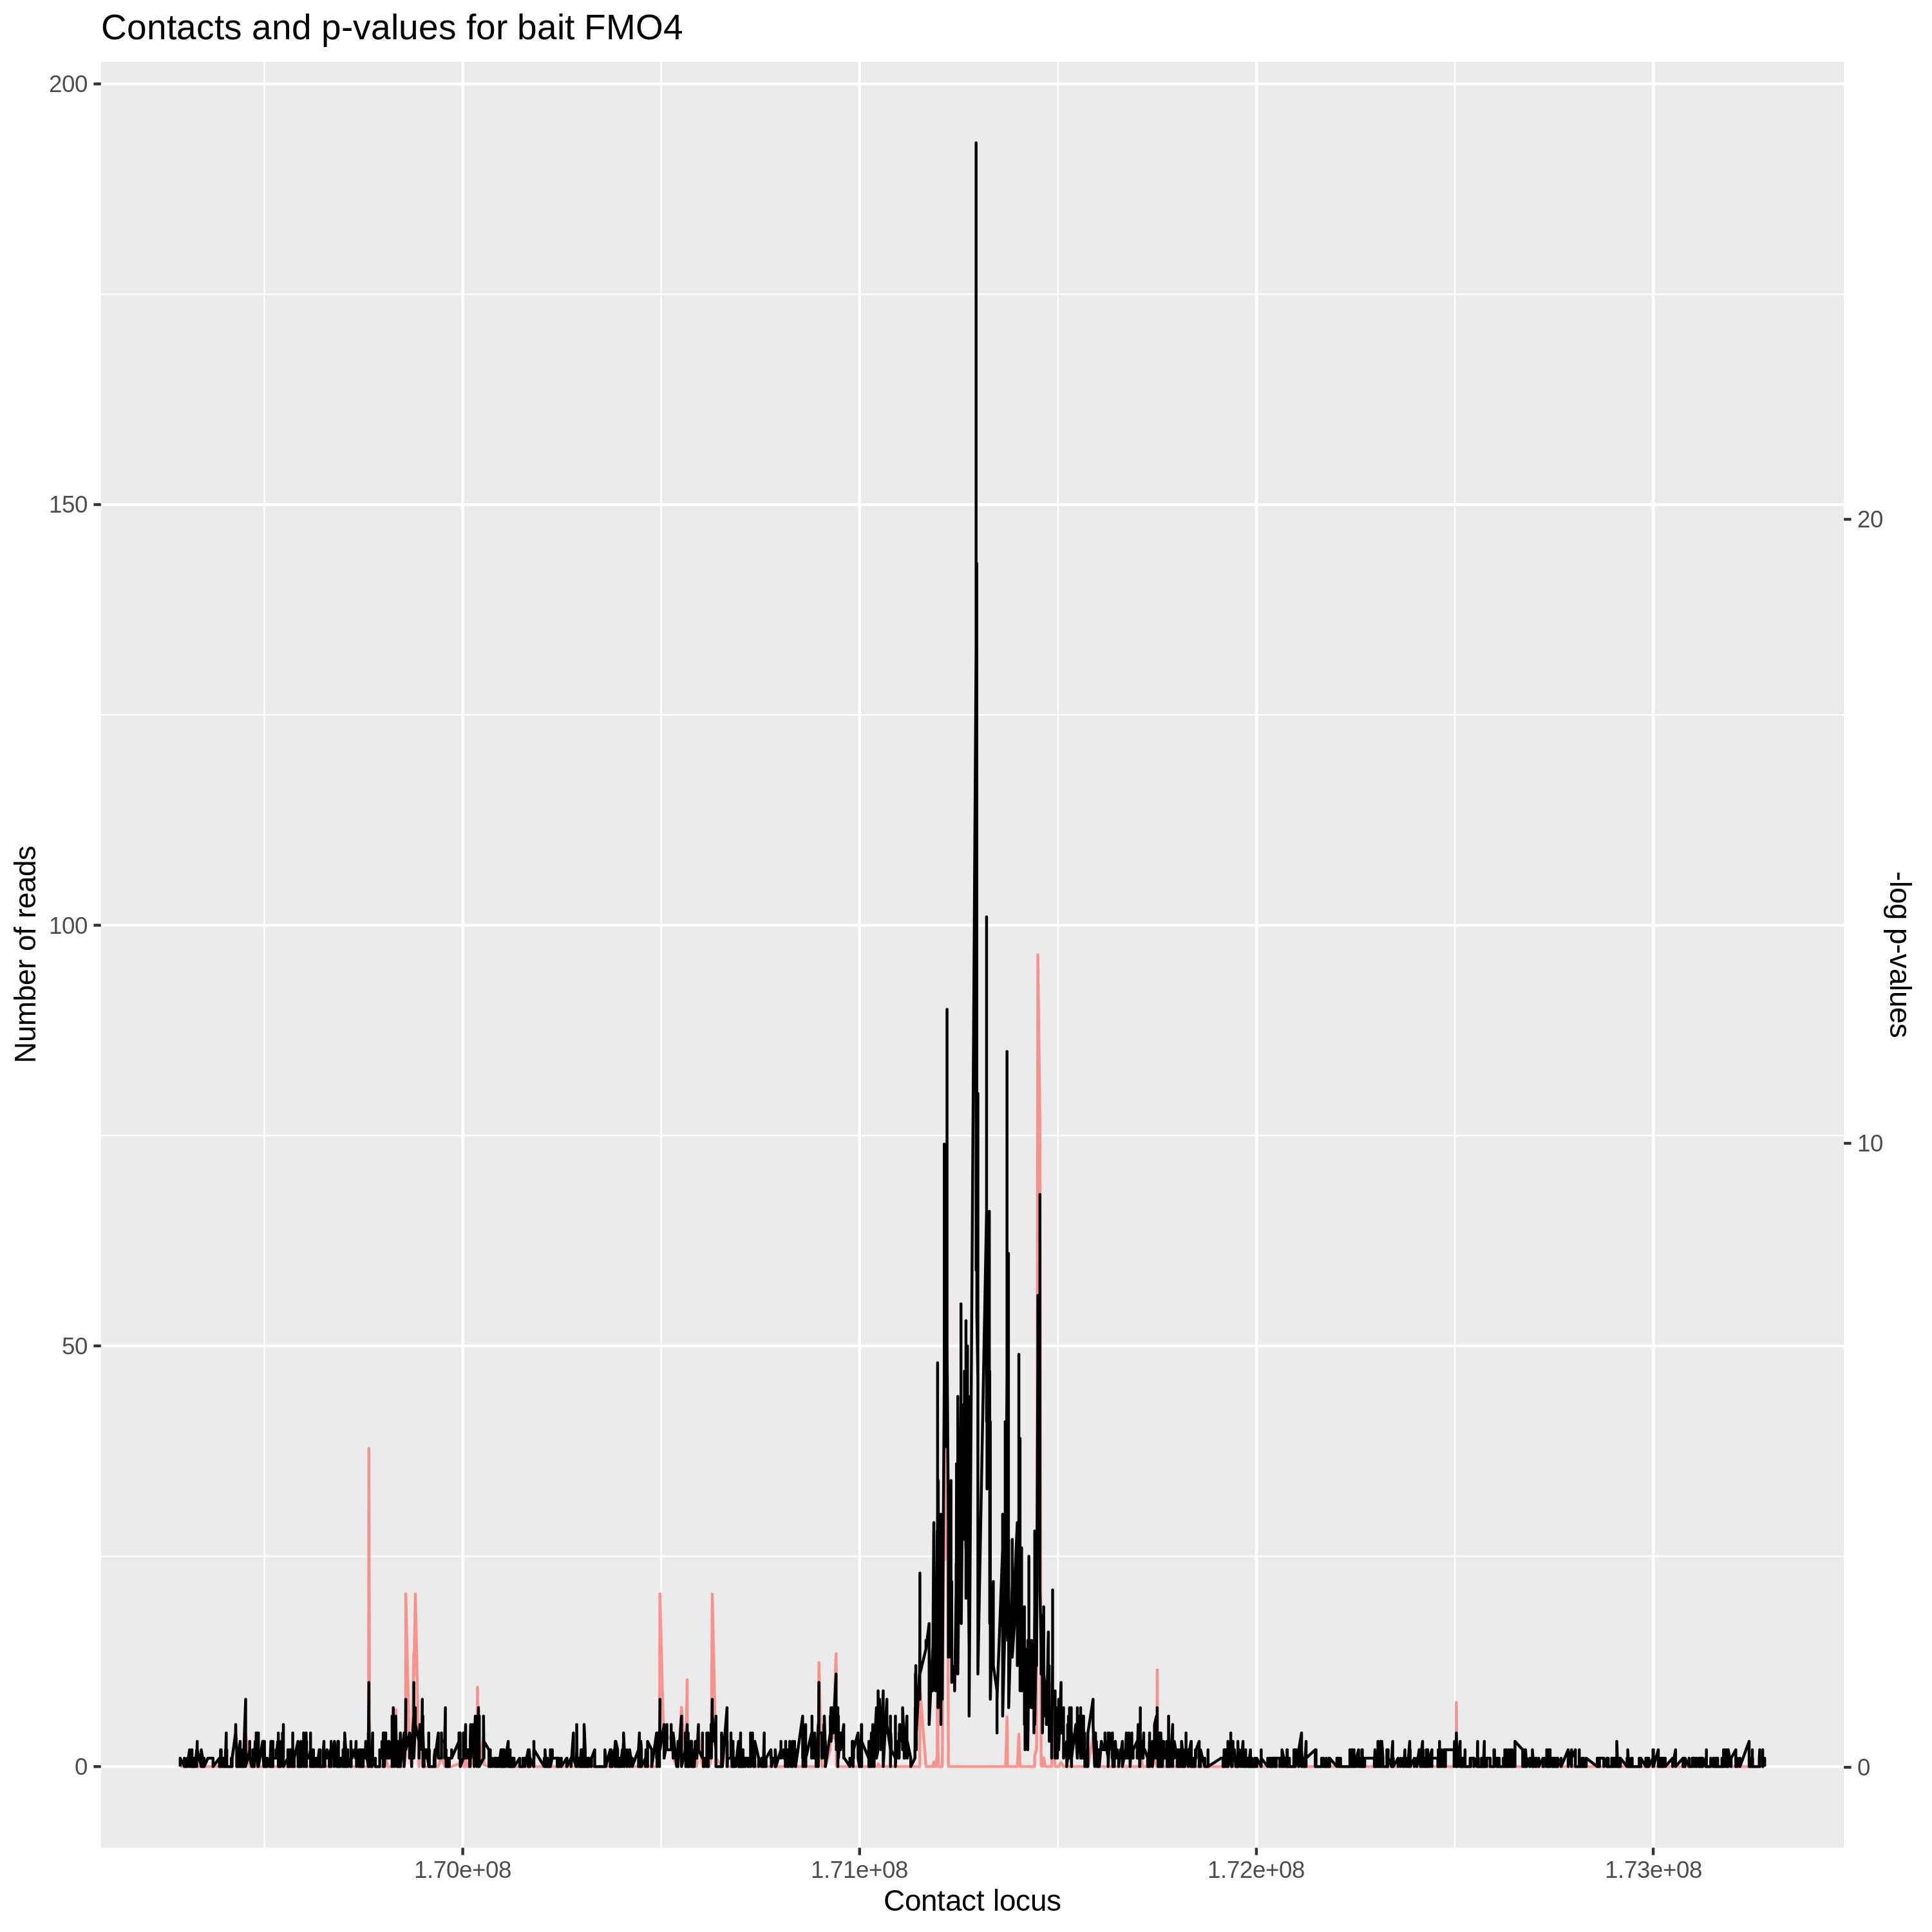 Contacts and p-values for bait FMO4
200
150
100
50
0
Number of reads
20
10
0
-log p-values
1.70e+08
1.71e+08
1.72e+08
1.73e+08
Contact locus